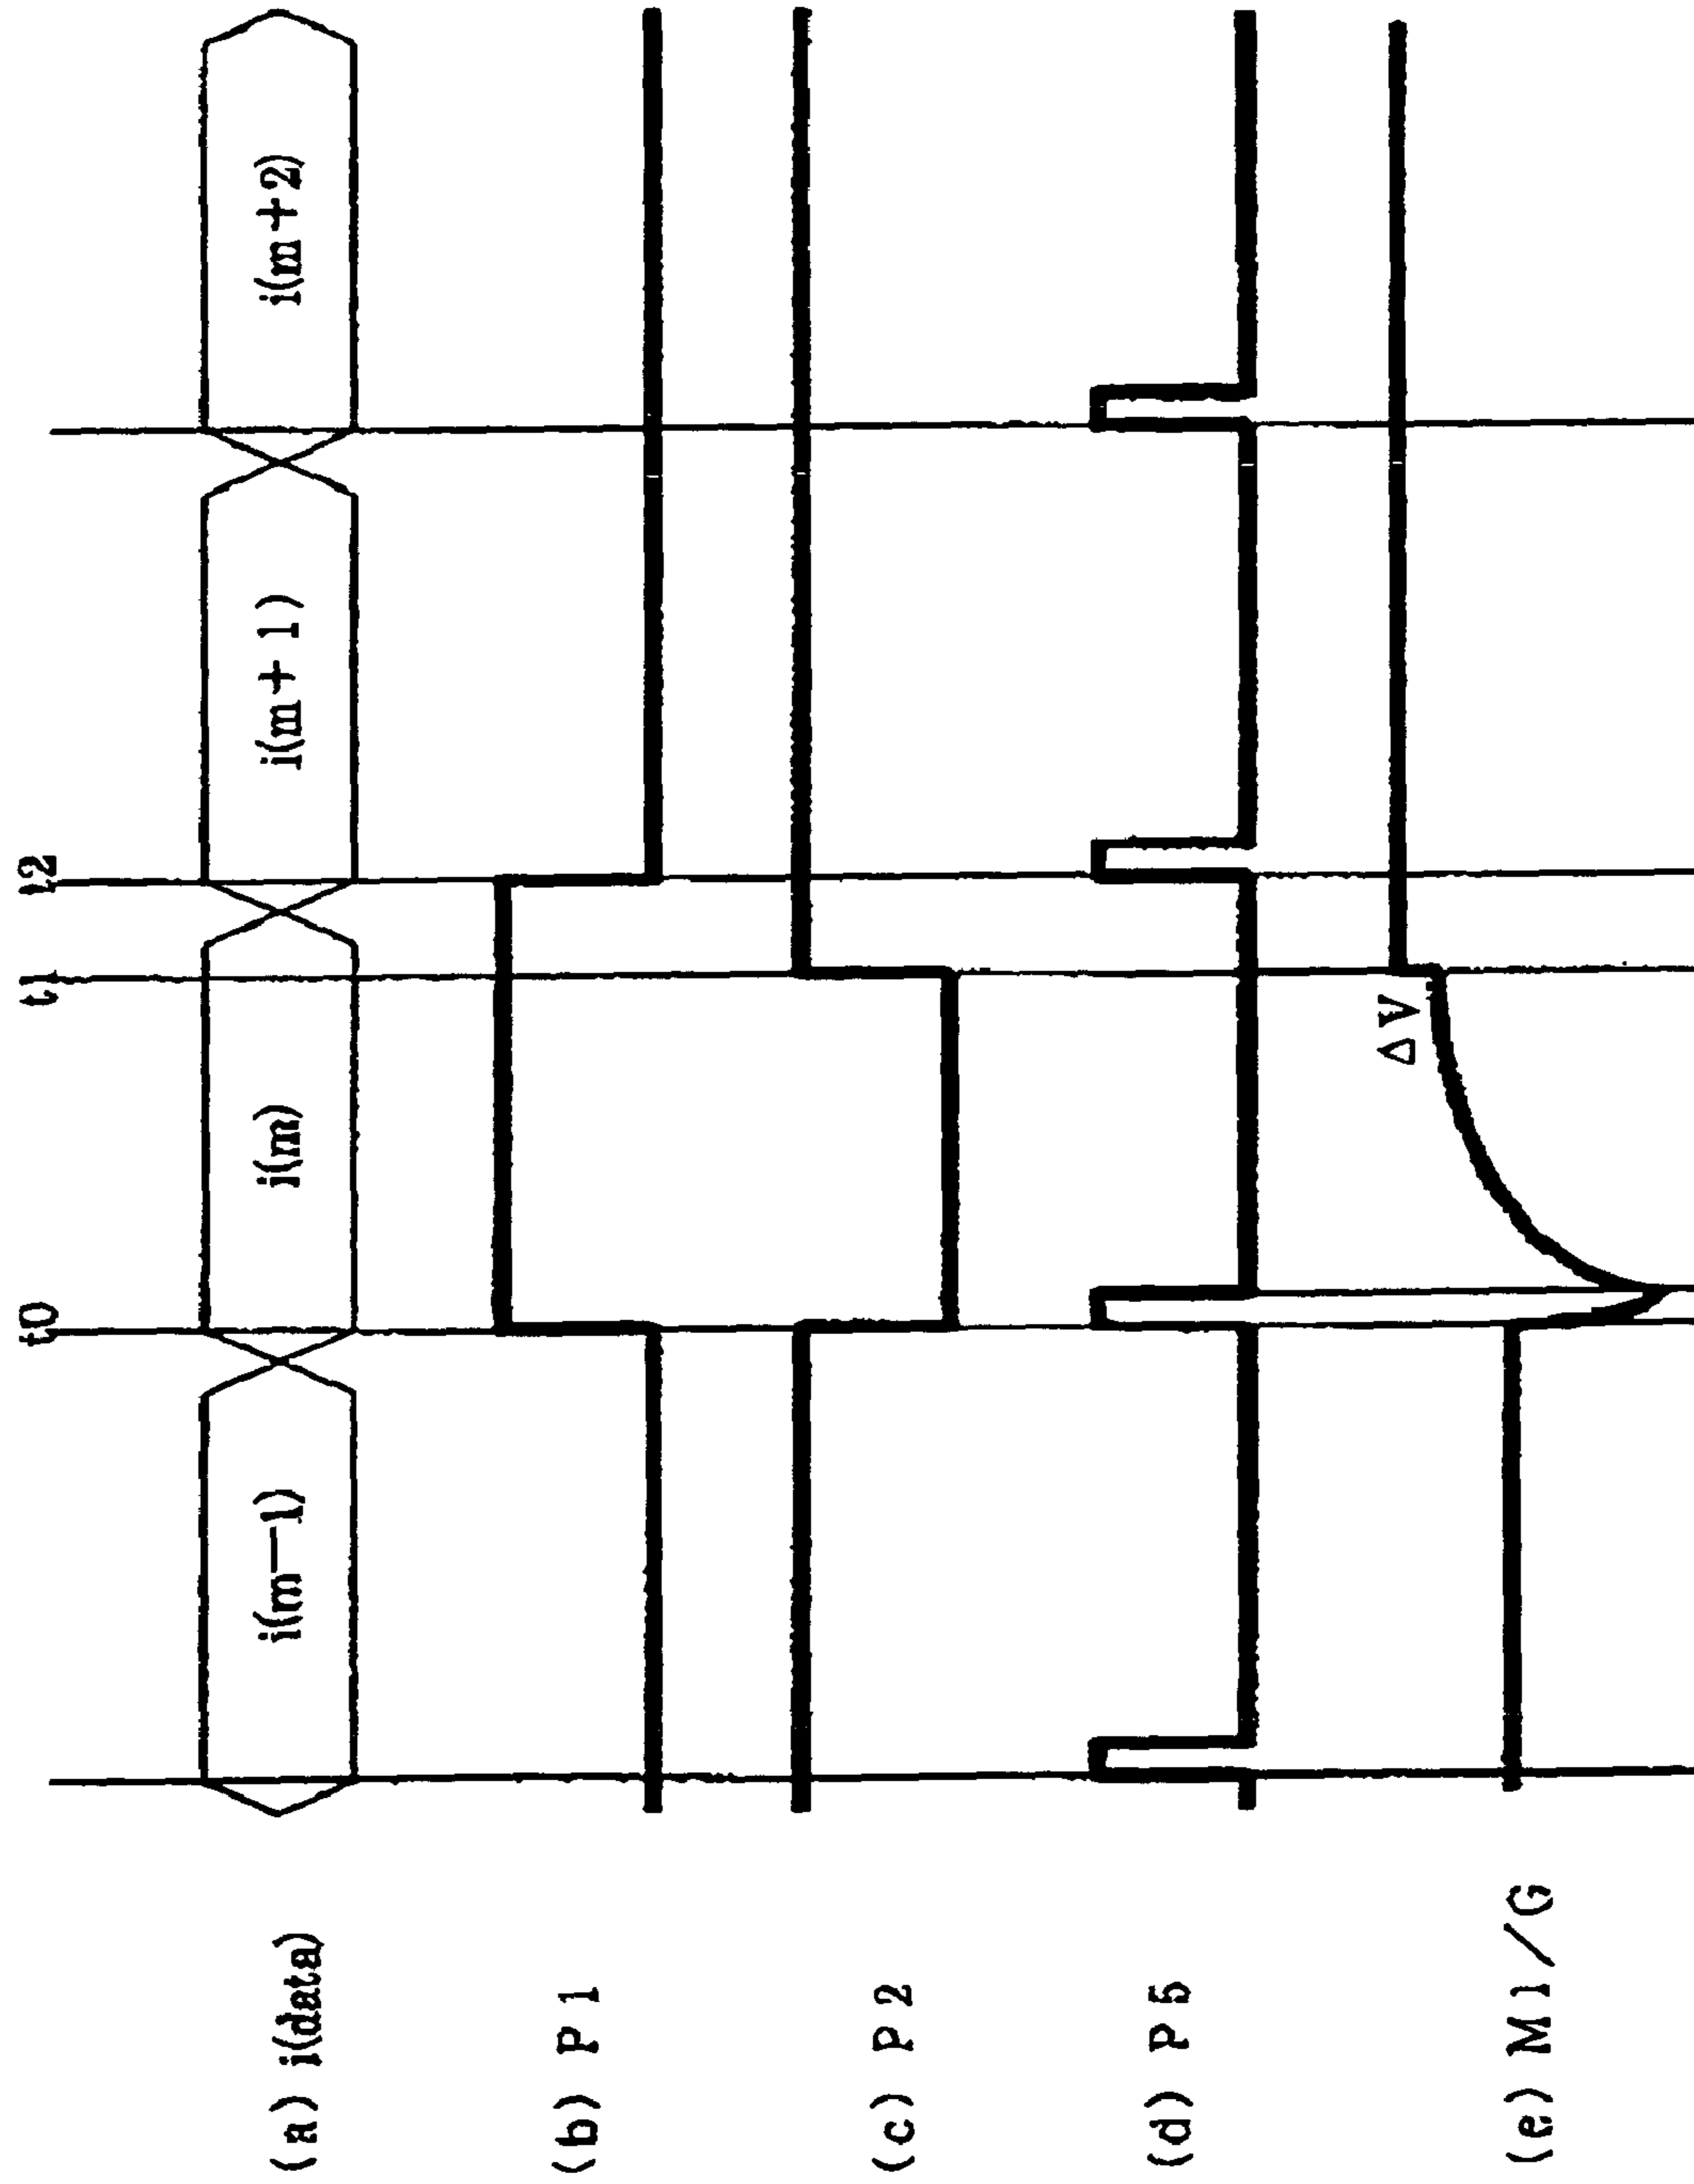 t0 t1 t2
(a) i(data) i(m−1) i(m) i(m+1) i(m+2)
(b) P1
(c) P2
(d) P5
(e) M1/G ΔV